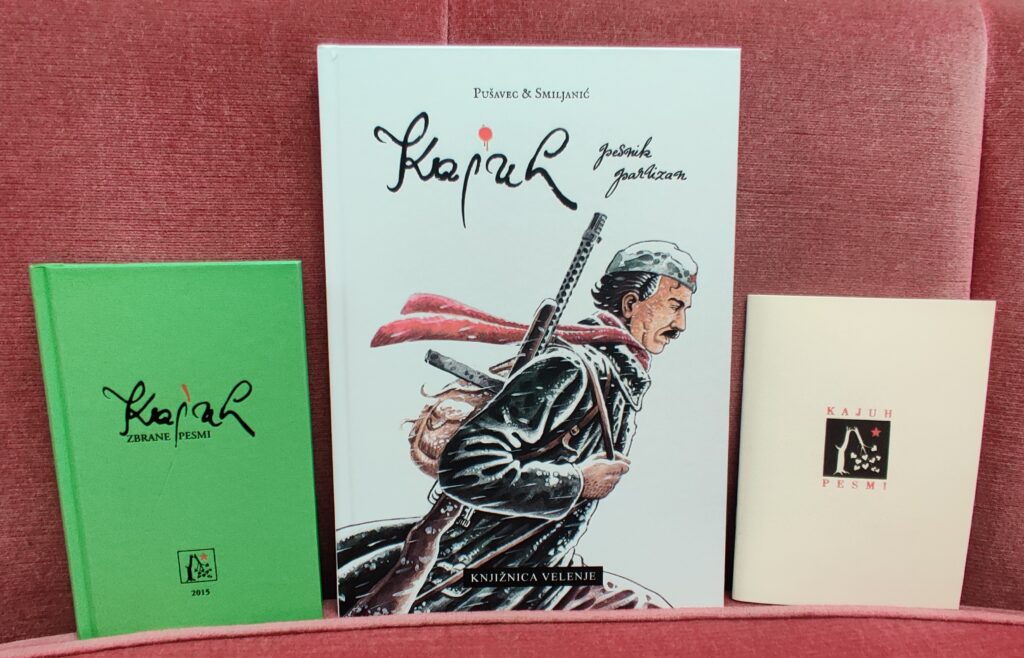 Kajuh
ZBRANE PESMI
2015
PUŠAVEC & SMILJANIĆ
Kajuh
pesnik
partizan
KNJIŽNICA VELENJE
KAJUH
PESMI